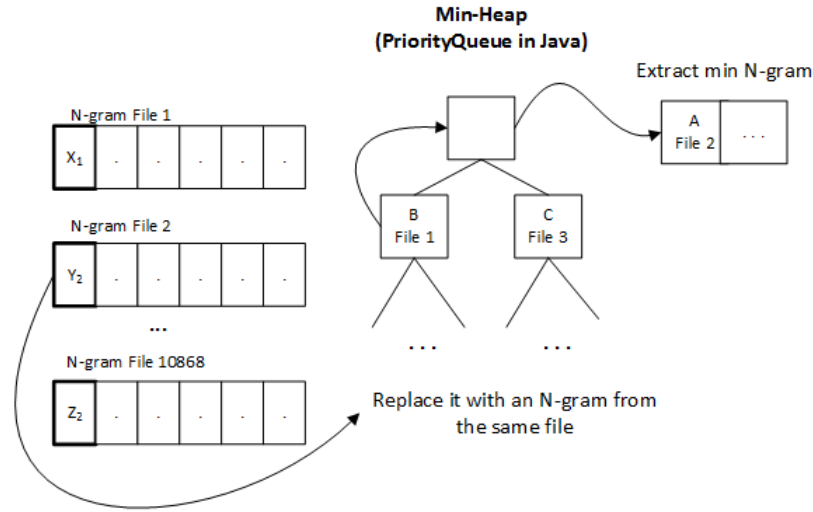 Min-Heap
(PriorityQueue in Java)
Extract min N-gram
N-gram File 1
X₁ . . . . .
A
File 2 . . .
B
File 1
C
File 3
N-gram File 2
Y₂ . . . . .
...
. . .
. . .
N-gram File 10868
Z₂ . . . . .
Replace it with an N-gram from
the same file